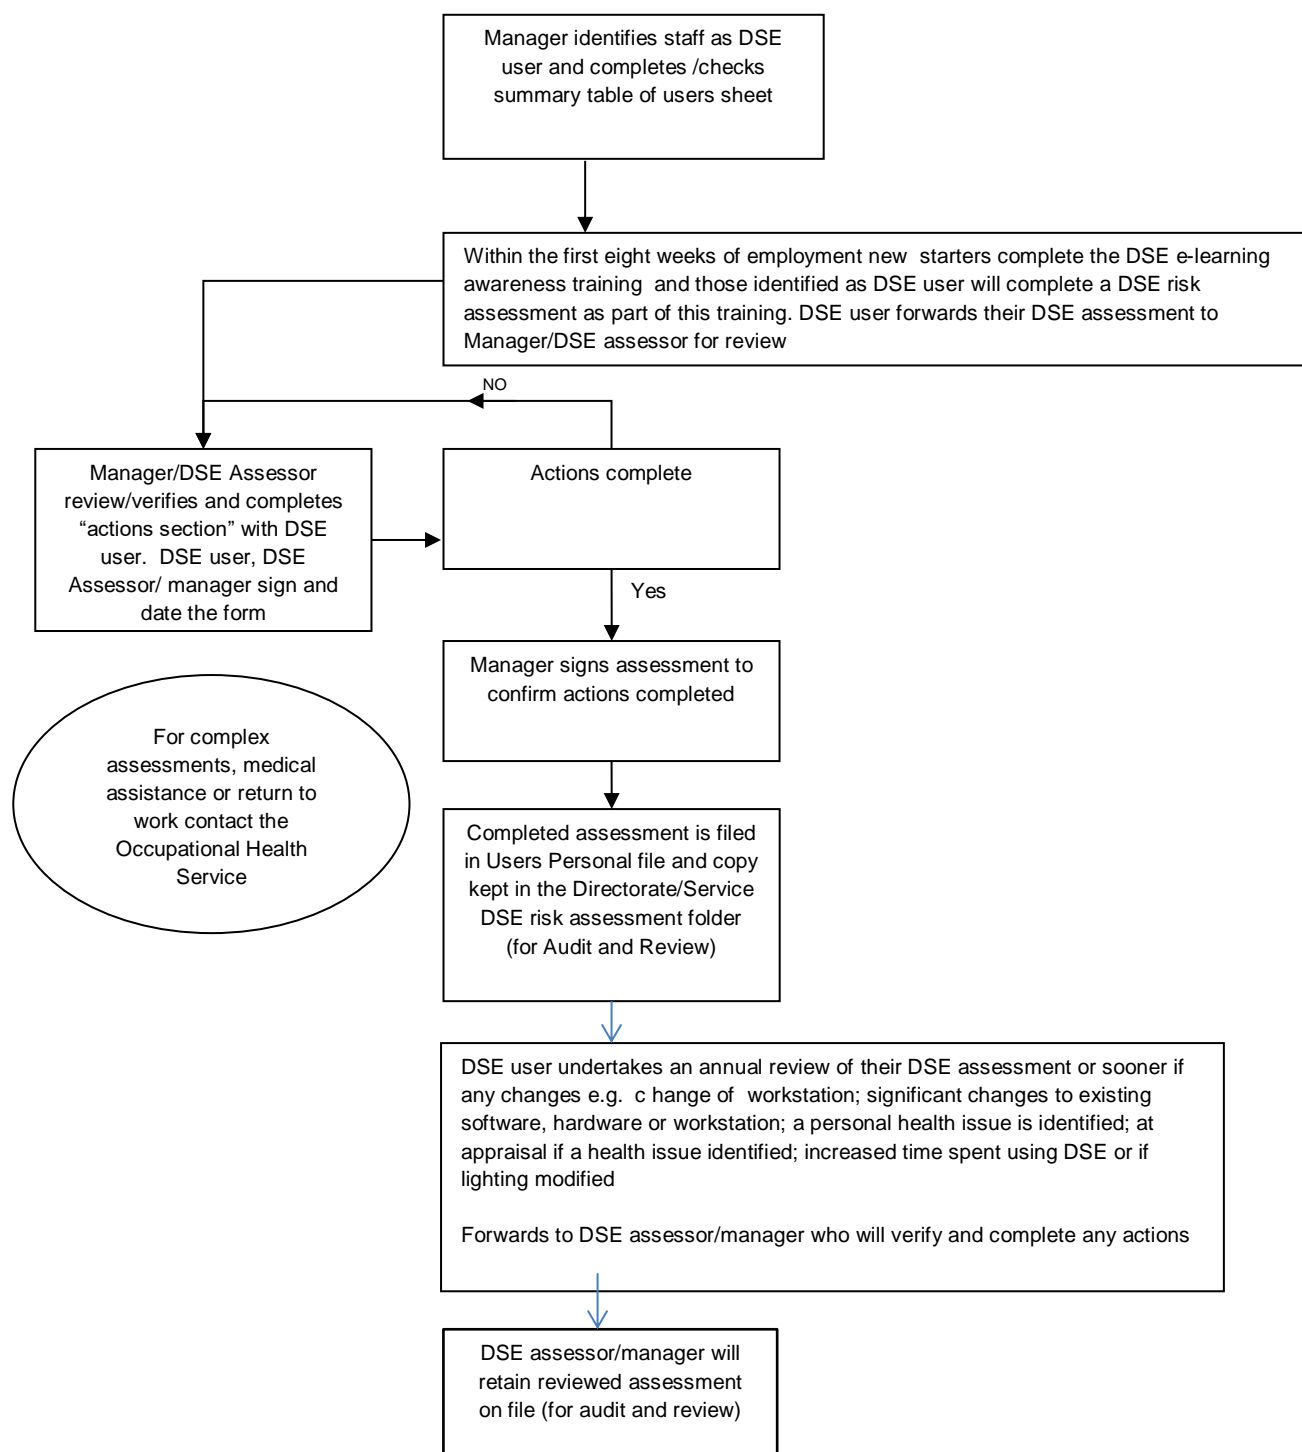 Manager identifies staff as DSE
user and completes /checks
summary table of users sheet
Within the first eight weeks of employment new  starters complete the DSE e-learning
awareness training  and those identified as DSE user will complete a DSE risk
assessment as part of this training. DSE user forwards their DSE assessment to
Manager/DSE assessor for review
NO
Manager/DSE Assessor
review/verifies and completes
“actions section” with DSE
user.  DSE user, DSE
Assessor/ manager sign and
date the form
Actions complete
Yes
Manager signs assessment to
confirm actions completed
For complex
assessments, medical
assistance or return to
work contact the
Occupational Health
Service
Completed assessment is filed
in Users Personal file and copy
kept in the Directorate/Service
DSE risk assessment folder
(for Audit and Review)
DSE user undertakes an annual review of their DSE assessment or sooner if
any changes e.g.  c hange of  workstation; significant changes to existing
software, hardware or workstation; a personal health issue is identified; at
appraisal if a health issue identified; increased time spent using DSE or if
lighting modified
Forwards to DSE assessor/manager who will verify and complete any actions
DSE assessor/manager will
retain reviewed assessment
on file (for audit and review)